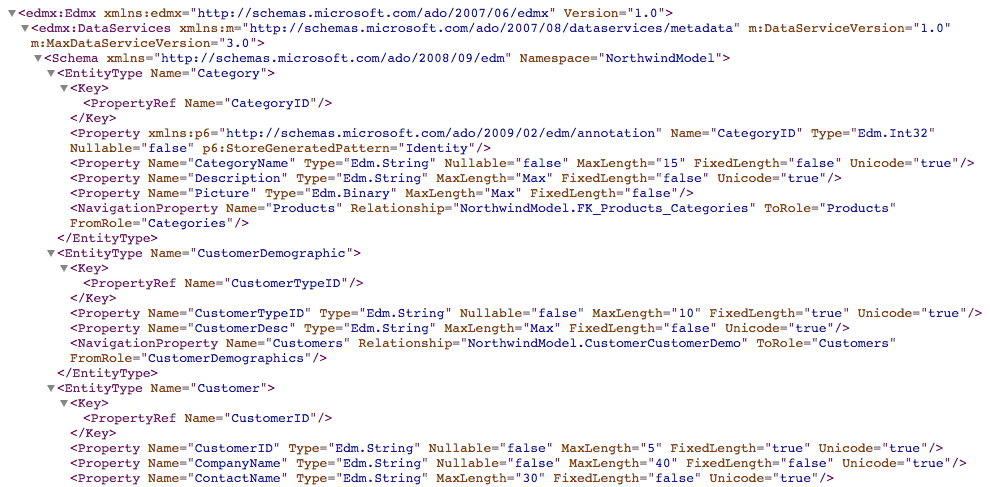 ▼<edmx:Edmx xmlns:edmx="http://schemas.microsoft.com/ado/2007/06/edmx" Version="1.0">
▼<edmx:DataServices xmlns:m="http://schemas.microsoft.com/ado/2007/08/dataservices/metadata" m:DataServiceVersion="1.0"
m:MaxDataServiceVersion="3.0">
▼<Schema xmlns="http://schemas.microsoft.com/ado/2008/09/edm" Namespace="NorthwindModel">
▼<EntityType Name="Category">
▼<Key>
<PropertyRef Name="CategoryID"/>
</Key>
<Property xmlns:p6="http://schemas.microsoft.com/ado/2009/02/edm/annotation" Name="CategoryID" Type="Edm.Int32"
Nullable="false" p6:StoreGeneratedPattern="Identity"/>
<Property Name="CategoryName" Type="Edm.String" Nullable="false" MaxLength="15" FixedLength="false" Unicode="true"/>
<Property Name="Description" Type="Edm.String" MaxLength="Max" FixedLength="false" Unicode="true"/>
<Property Name="Picture" Type="Edm.Binary" MaxLength="Max" FixedLength="false"/>
<NavigationProperty Name="Products" Relationship="NorthwindModel.FK_Products_Categories" ToRole="Products"
FromRole="Categories"/>
</EntityType>
▼<EntityType Name="CustomerDemographic">
▼<Key>
<PropertyRef Name="CustomerTypeID"/>
</Key>
<Property Name="CustomerTypeID" Type="Edm.String" Nullable="false" MaxLength="10" FixedLength="true" Unicode="true"/>
<Property Name="CustomerDesc" Type="Edm.String" MaxLength="Max" FixedLength="false" Unicode="true"/>
<NavigationProperty Name="Customers" Relationship="NorthwindModel.CustomerCustomerDemo" ToRole="Customers"
FromRole="CustomerDemographics"/>
</EntityType>
▼<EntityType Name="Customer">
▼<Key>
<PropertyRef Name="CustomerID"/>
</Key>
<Property Name="CustomerID" Type="Edm.String" Nullable="false" MaxLength="5" FixedLength="true" Unicode="true"/>
<Property Name="CompanyName" Type="Edm.String" Nullable="false" MaxLength="40" FixedLength="false" Unicode="true"/>
<Property Name="ContactName" Type="Edm.String" MaxLength="30" FixedLength="false" Unicode="true"/>